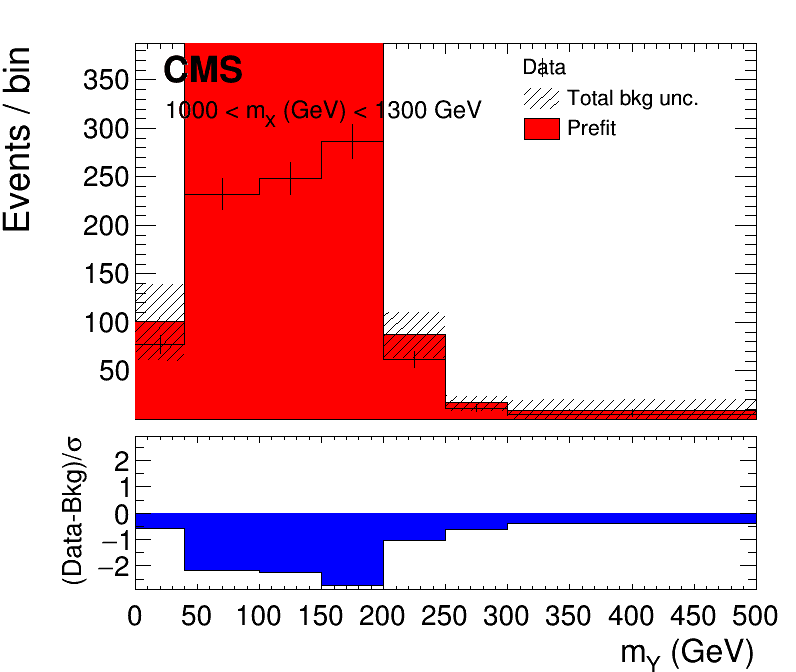 Events / bin
350
300
250
200
150
100
50
CMS
1000 < mX (GeV) < 1300 GeV
Data
Total bkg unc.
Prefit
(Data-Bkg)/σ
2
1
0
−1
−2
0 50 100 150 200 250 300 350 400 450 500
mY (GeV)